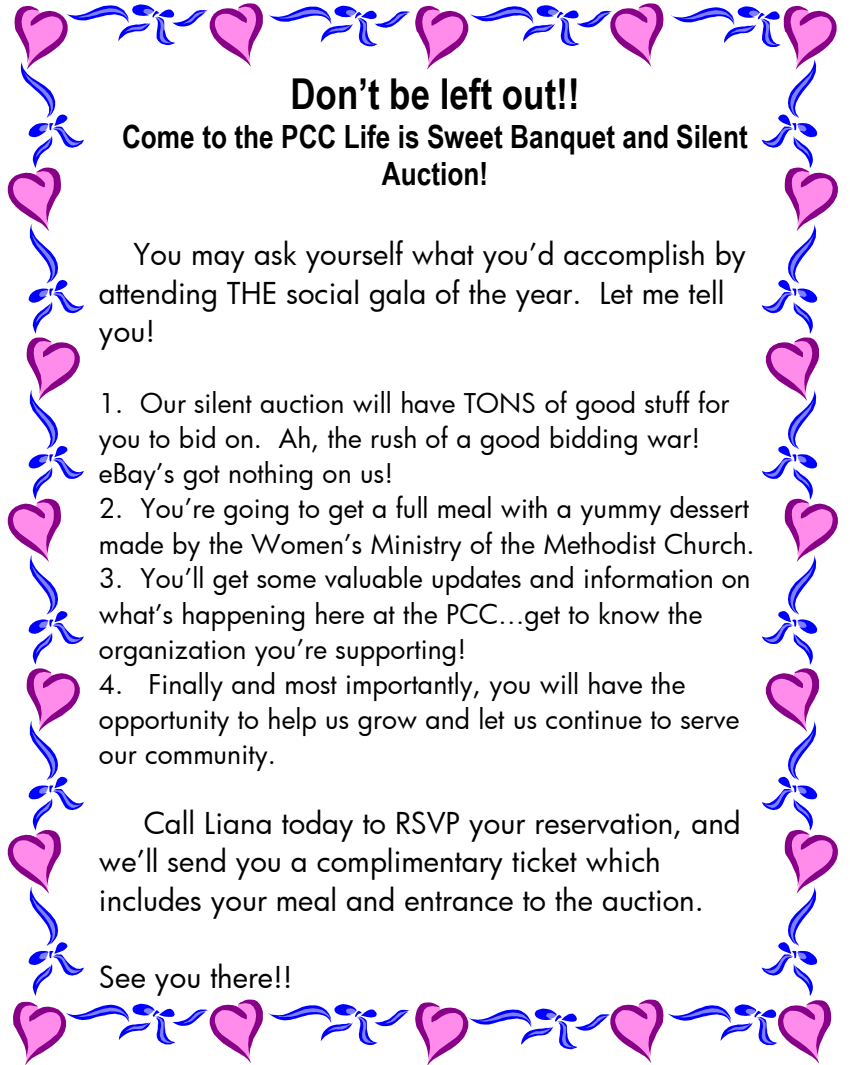 Don’t be left out!!
Come to the PCC Life is Sweet Banquet and Silent
Auction!
You may ask yourself what you’d accomplish by
attending THE social gala of the year.  Let me tell
you!
1.  Our silent auction will have TONS of good stuff for
you to bid on.  Ah, the rush of a good bidding war!
eBay’s got nothing on us!
2.  You’re going to get a full meal with a yummy dessert
made by the Women’s Ministry of the Methodist Church.
3.  You’ll get some valuable updates and information on
what’s happening here at the PCC…get to know the
organization you’re supporting!
4.   Finally and most importantly, you will have the
opportunity to help us grow and let us continue to serve
our community.
Call Liana today to RSVP your reservation, and
we’ll send you a complimentary ticket which
includes your meal and entrance to the auction.
See you there!!